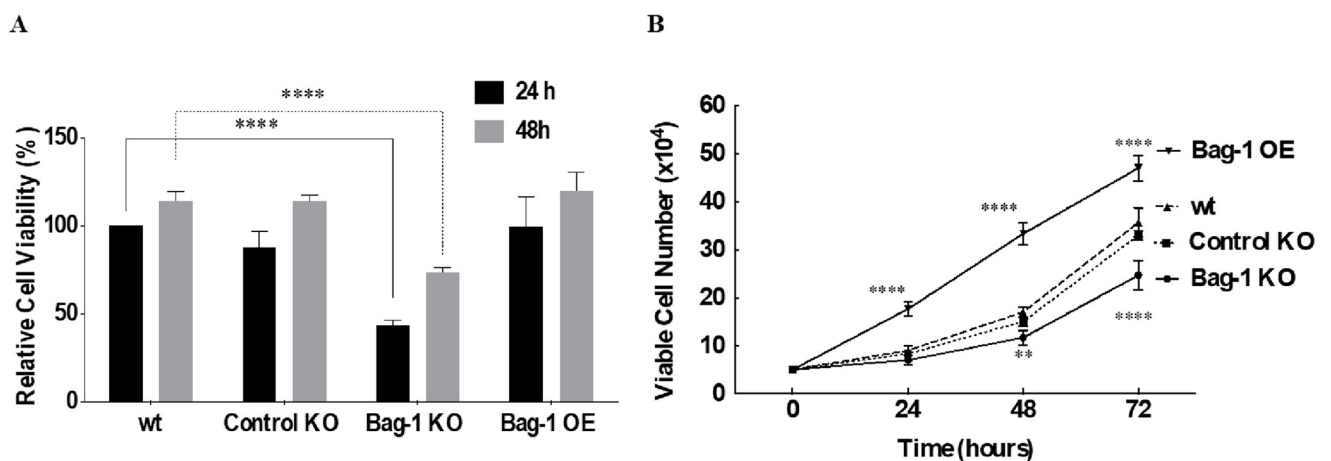 A
B
**** 24 h
**** 48h
Relative Cell Viability (%)
150
100
50
0
wt Control KO Bag-1 KO Bag-1 OE
Viable Cell Number (x10⁴)
60
50
40
30
20
10
0
**** Bag-1 OE
****
wt
Control KO
**** Bag-1 KO
****
**
0 24 48 72
Time (hours)